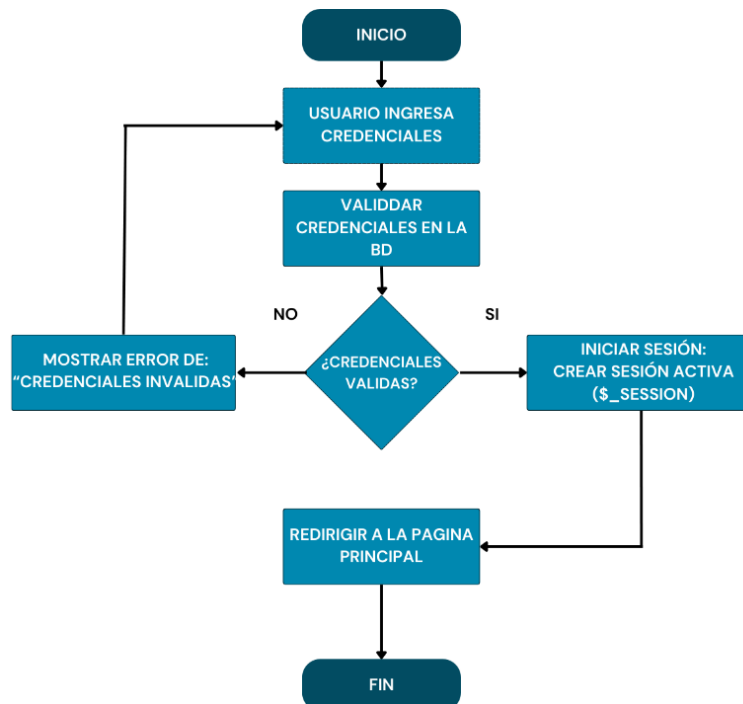 INICIO
USUARIO INGRESA
CREDENCIALES
VALIDDAR
CREDENCIALES EN LA
BD
NO
SI
MOSTRAR ERROR DE:
“CREDENCIALES INVALIDAS”
¿CREDENCIALES
VALIDAS?
INICIAR SESIÓN:
CREAR SESIÓN ACTIVA
($_SESSION)
REDIRIGIR A LA PAGINA
PRINCIPAL
FIN